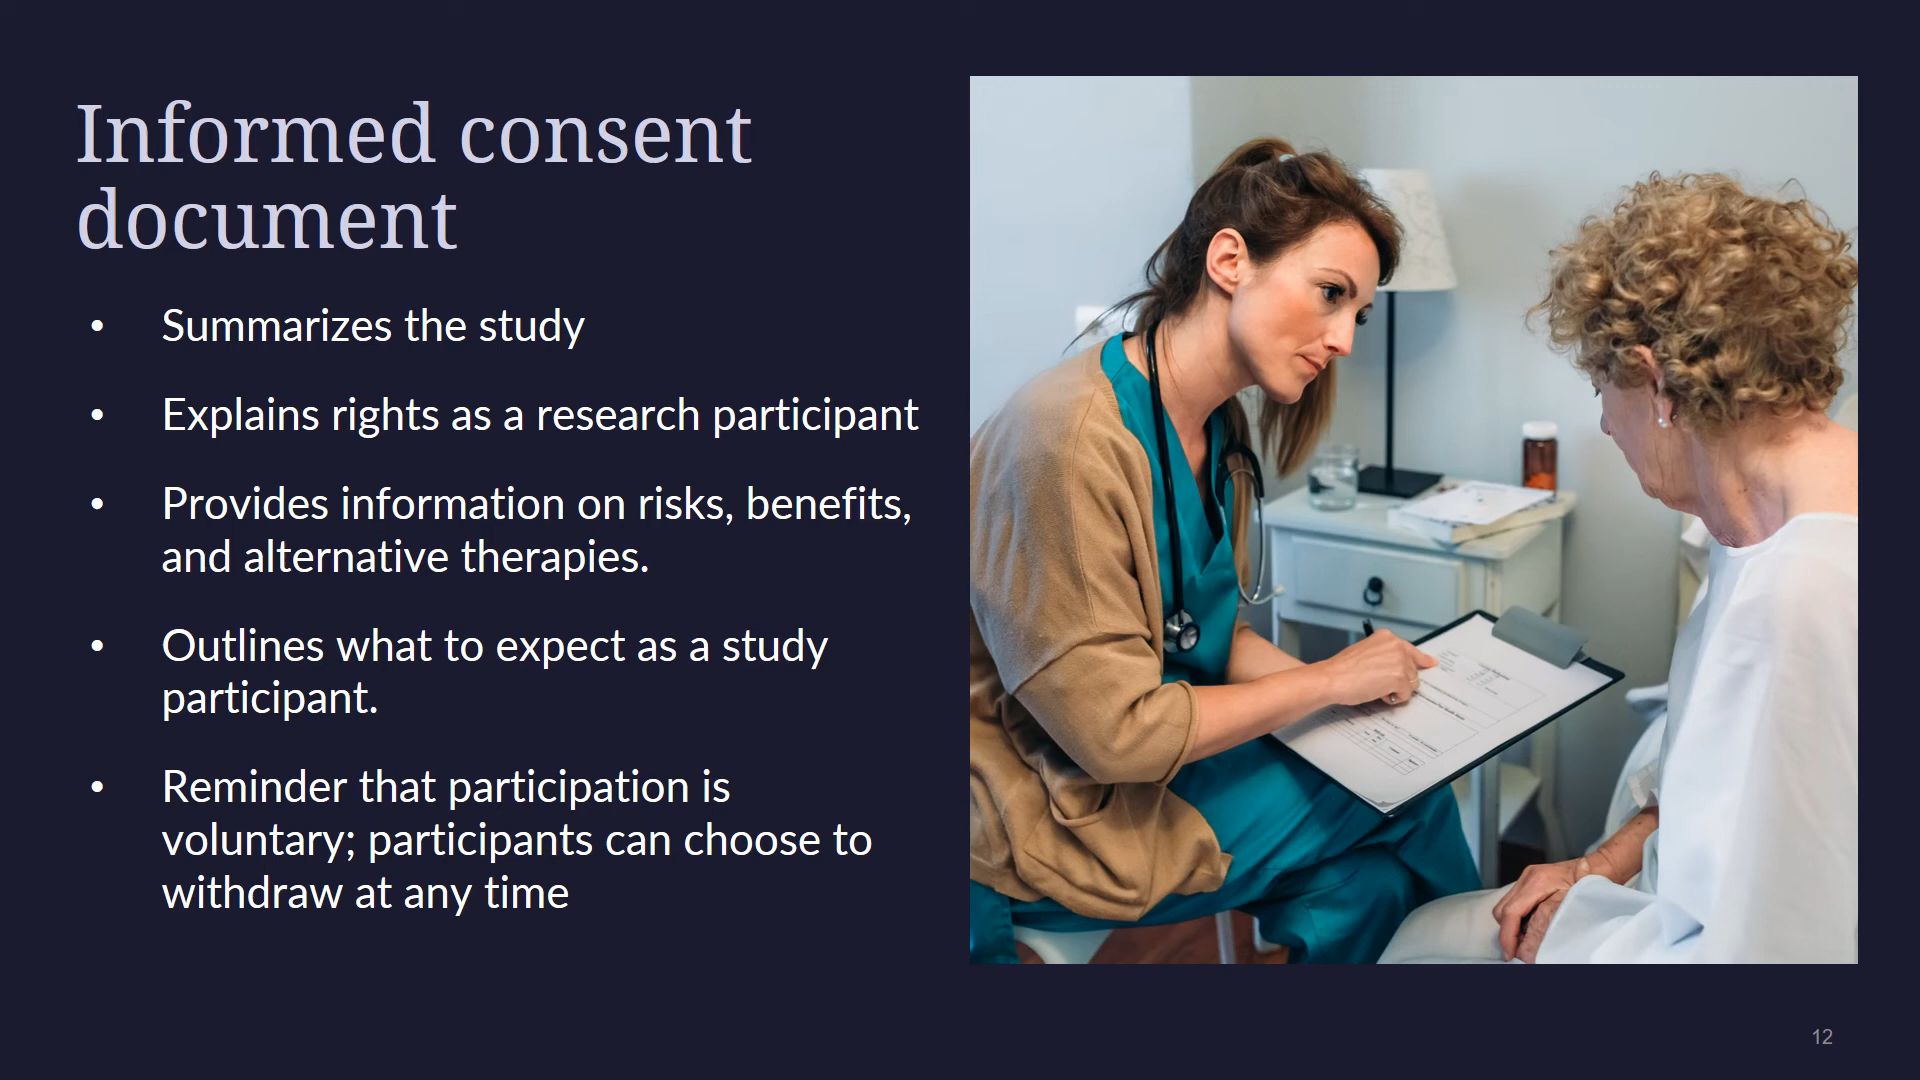 Informed consent
document
• Summarizes the study
• Explains rights as a research participant
• Provides information on risks, benefits,
and alternative therapies.
• Outlines what to expect as a study
participant.
• Reminder that participation is
voluntary; participants can choose to
withdraw at any time
12